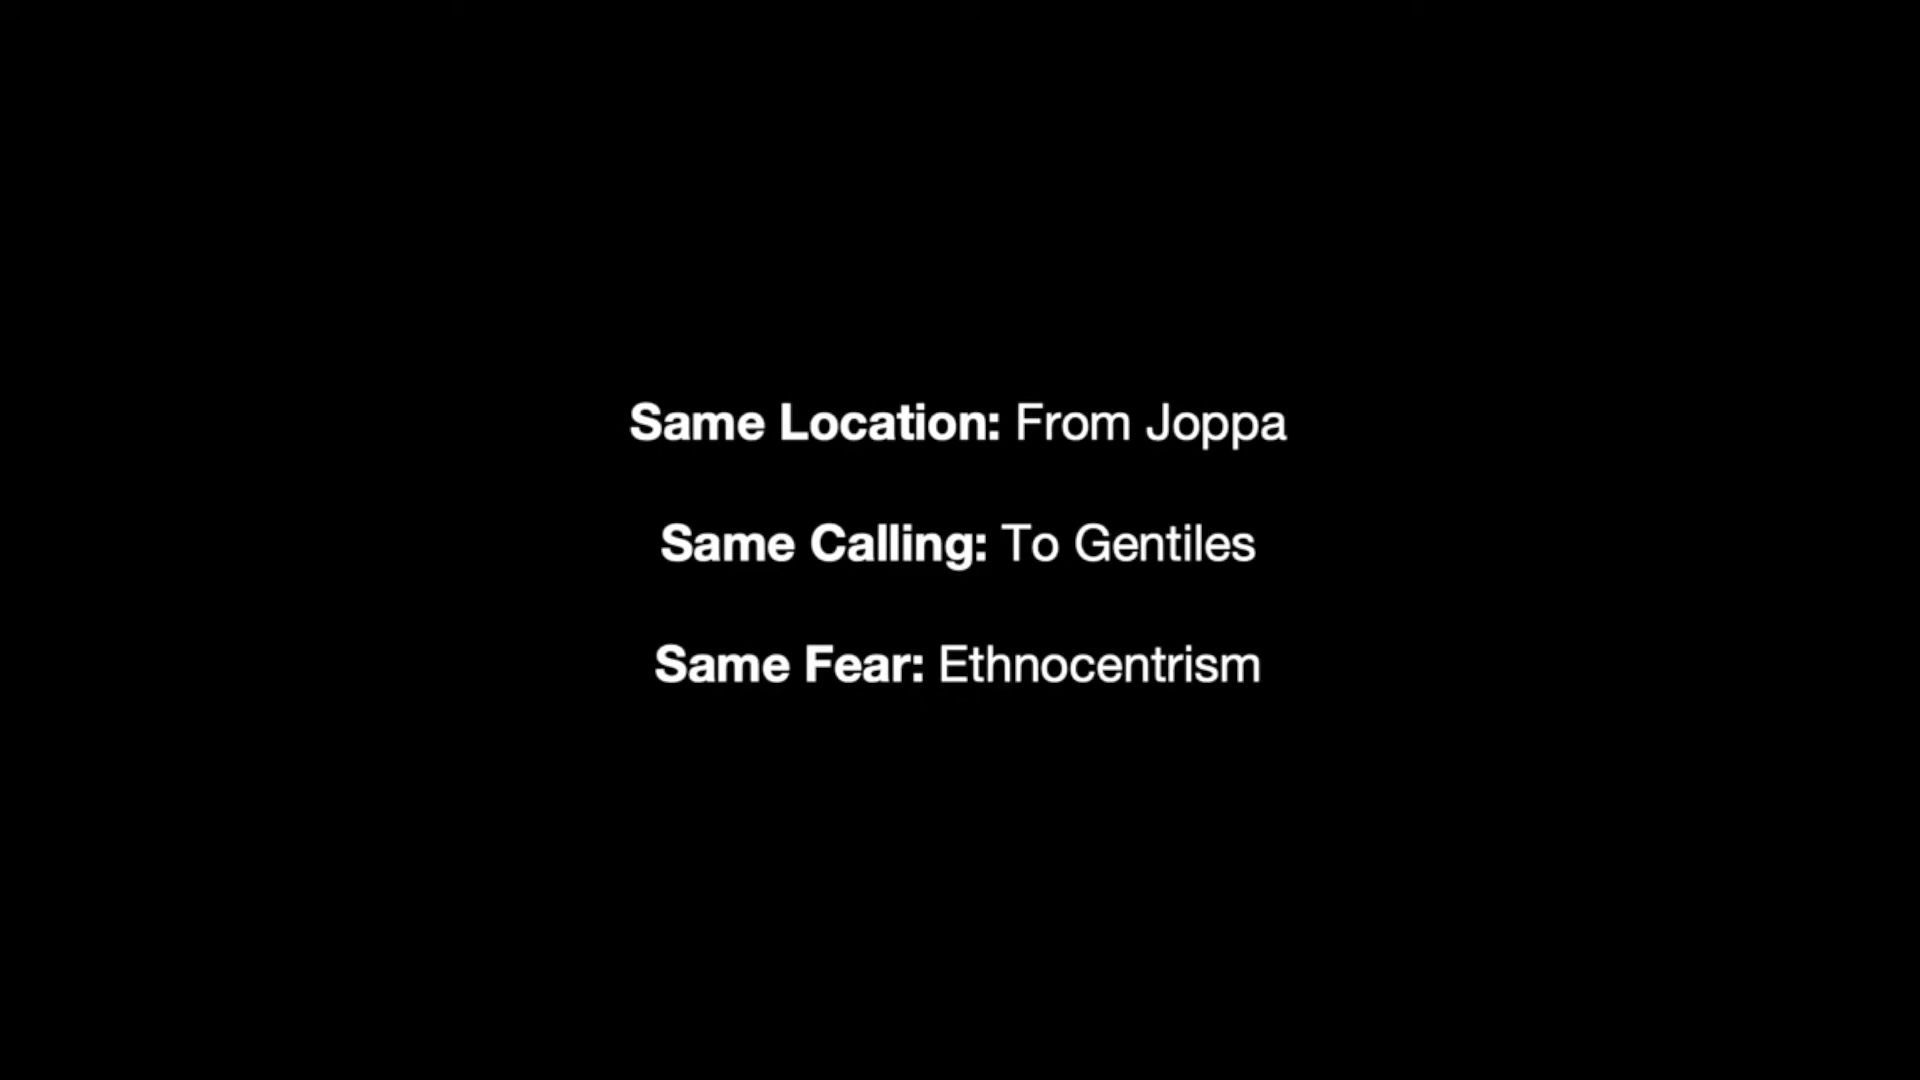 Same Location: From Joppa
Same Calling: To Gentiles
Same Fear: Ethnocentrism